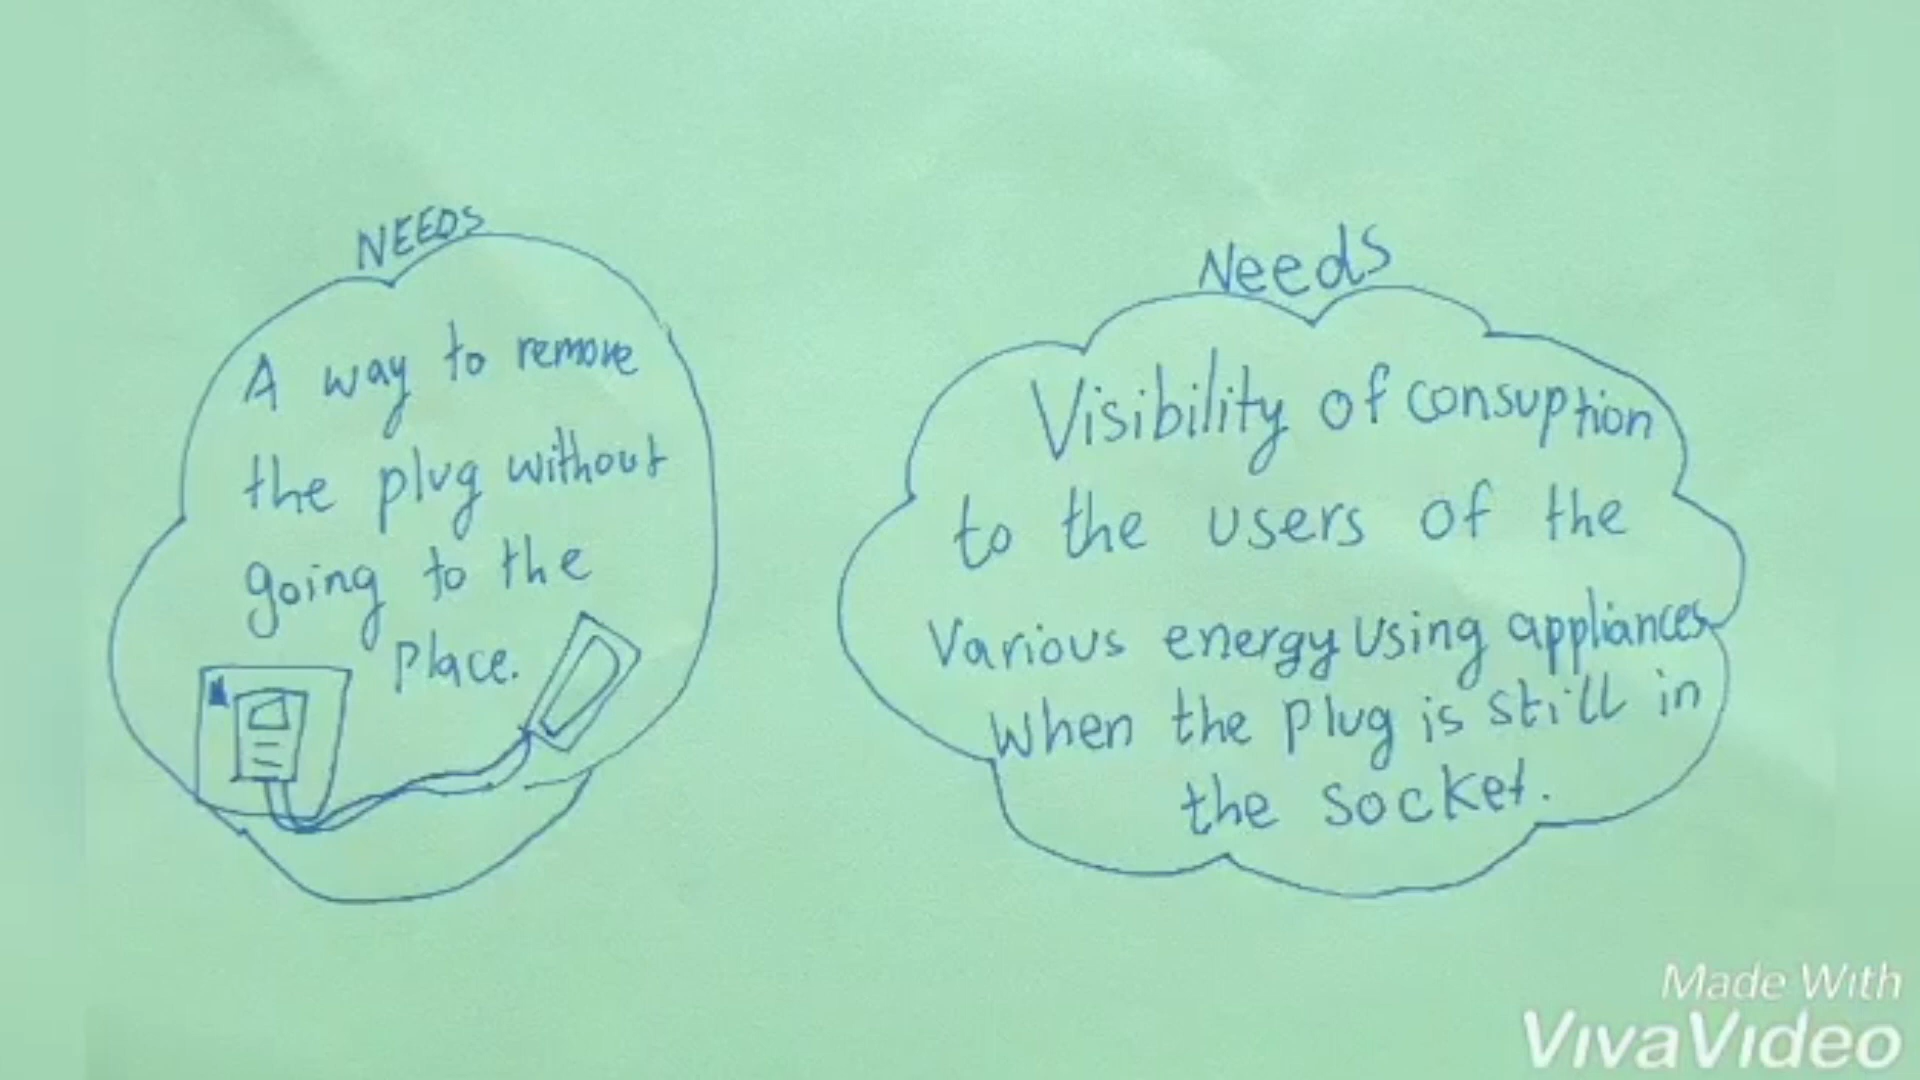 NEEDS
A way to remove
the plug without
going to the
place.
Needs
Visibility of consuption
to the users of the
Various energy using appliances
when the plug is still in
the socket.
Made With
VivaVideo